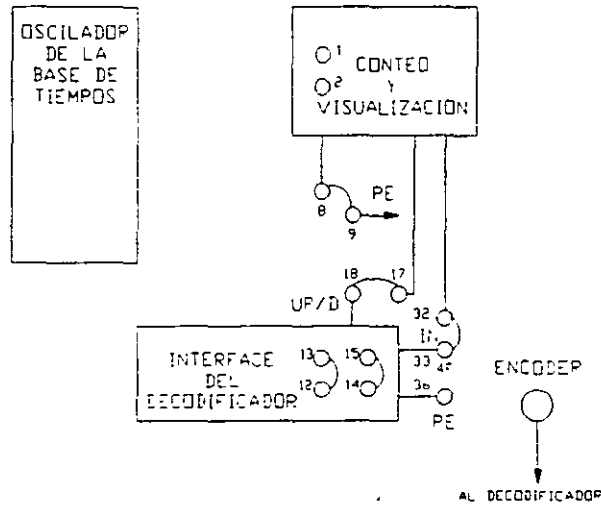 OSCILADOR
DE LA
BASE DE
TIEMPOS
1
2
CONTEO
Y
VISUALIZACION
8
9
PE
18
17
UP/D
32
33
36
PE
INTERFACE
DEL
DECODIFICADOR
13
15
12
14
ENCODER
AL DECODIFICADOR